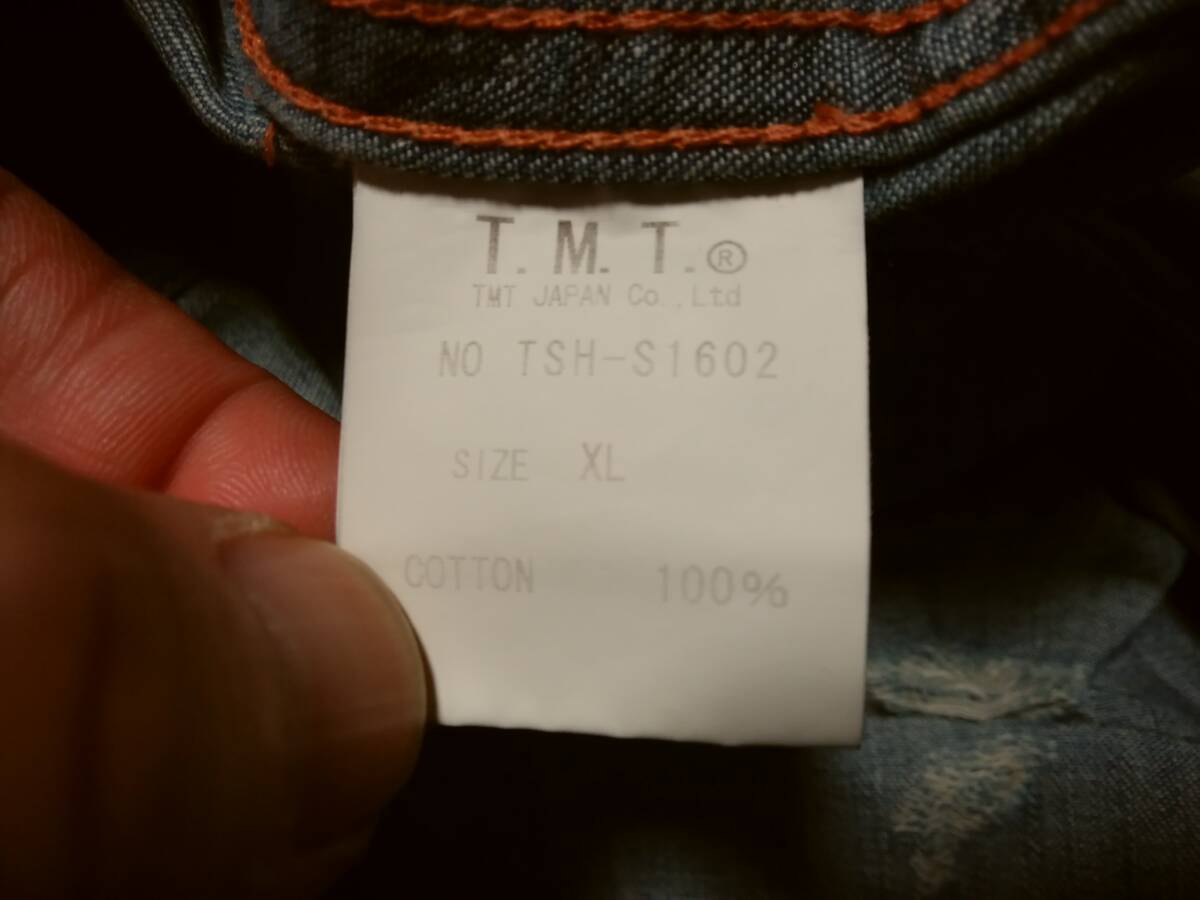 T.M.T.®
TMT JAPAN Co.,Ltd
NO TSH-S1602
SIZE XL
COTTON 100%